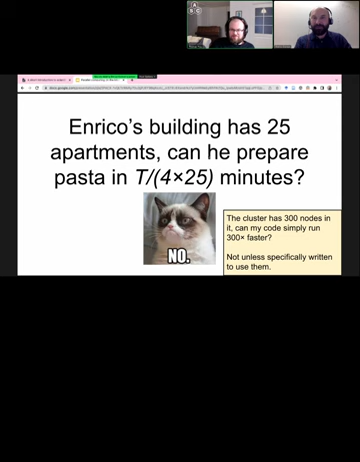 Enrico's building has 25
apartments, can he prepare
pasta in T/(4×25) minutes?
NO.
The cluster has 300 nodes in
it, can my code simply run
300× faster?
Not unless specifically written
to use them.